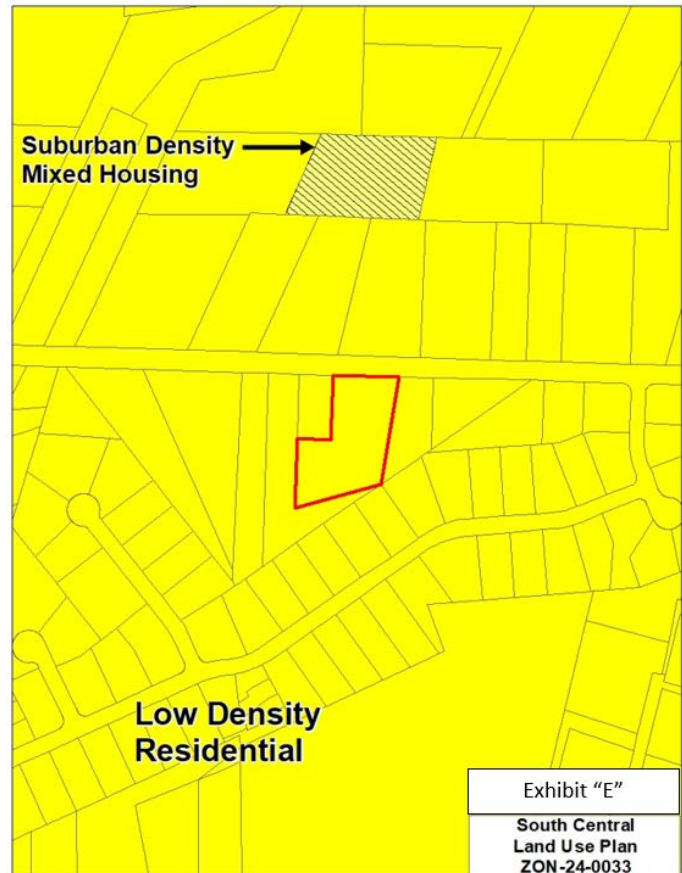 Suburban Density
Mixed Housing
Low Density
Residential
Exhibit “E”
South Central
Land Use Plan
ZON-24-0033